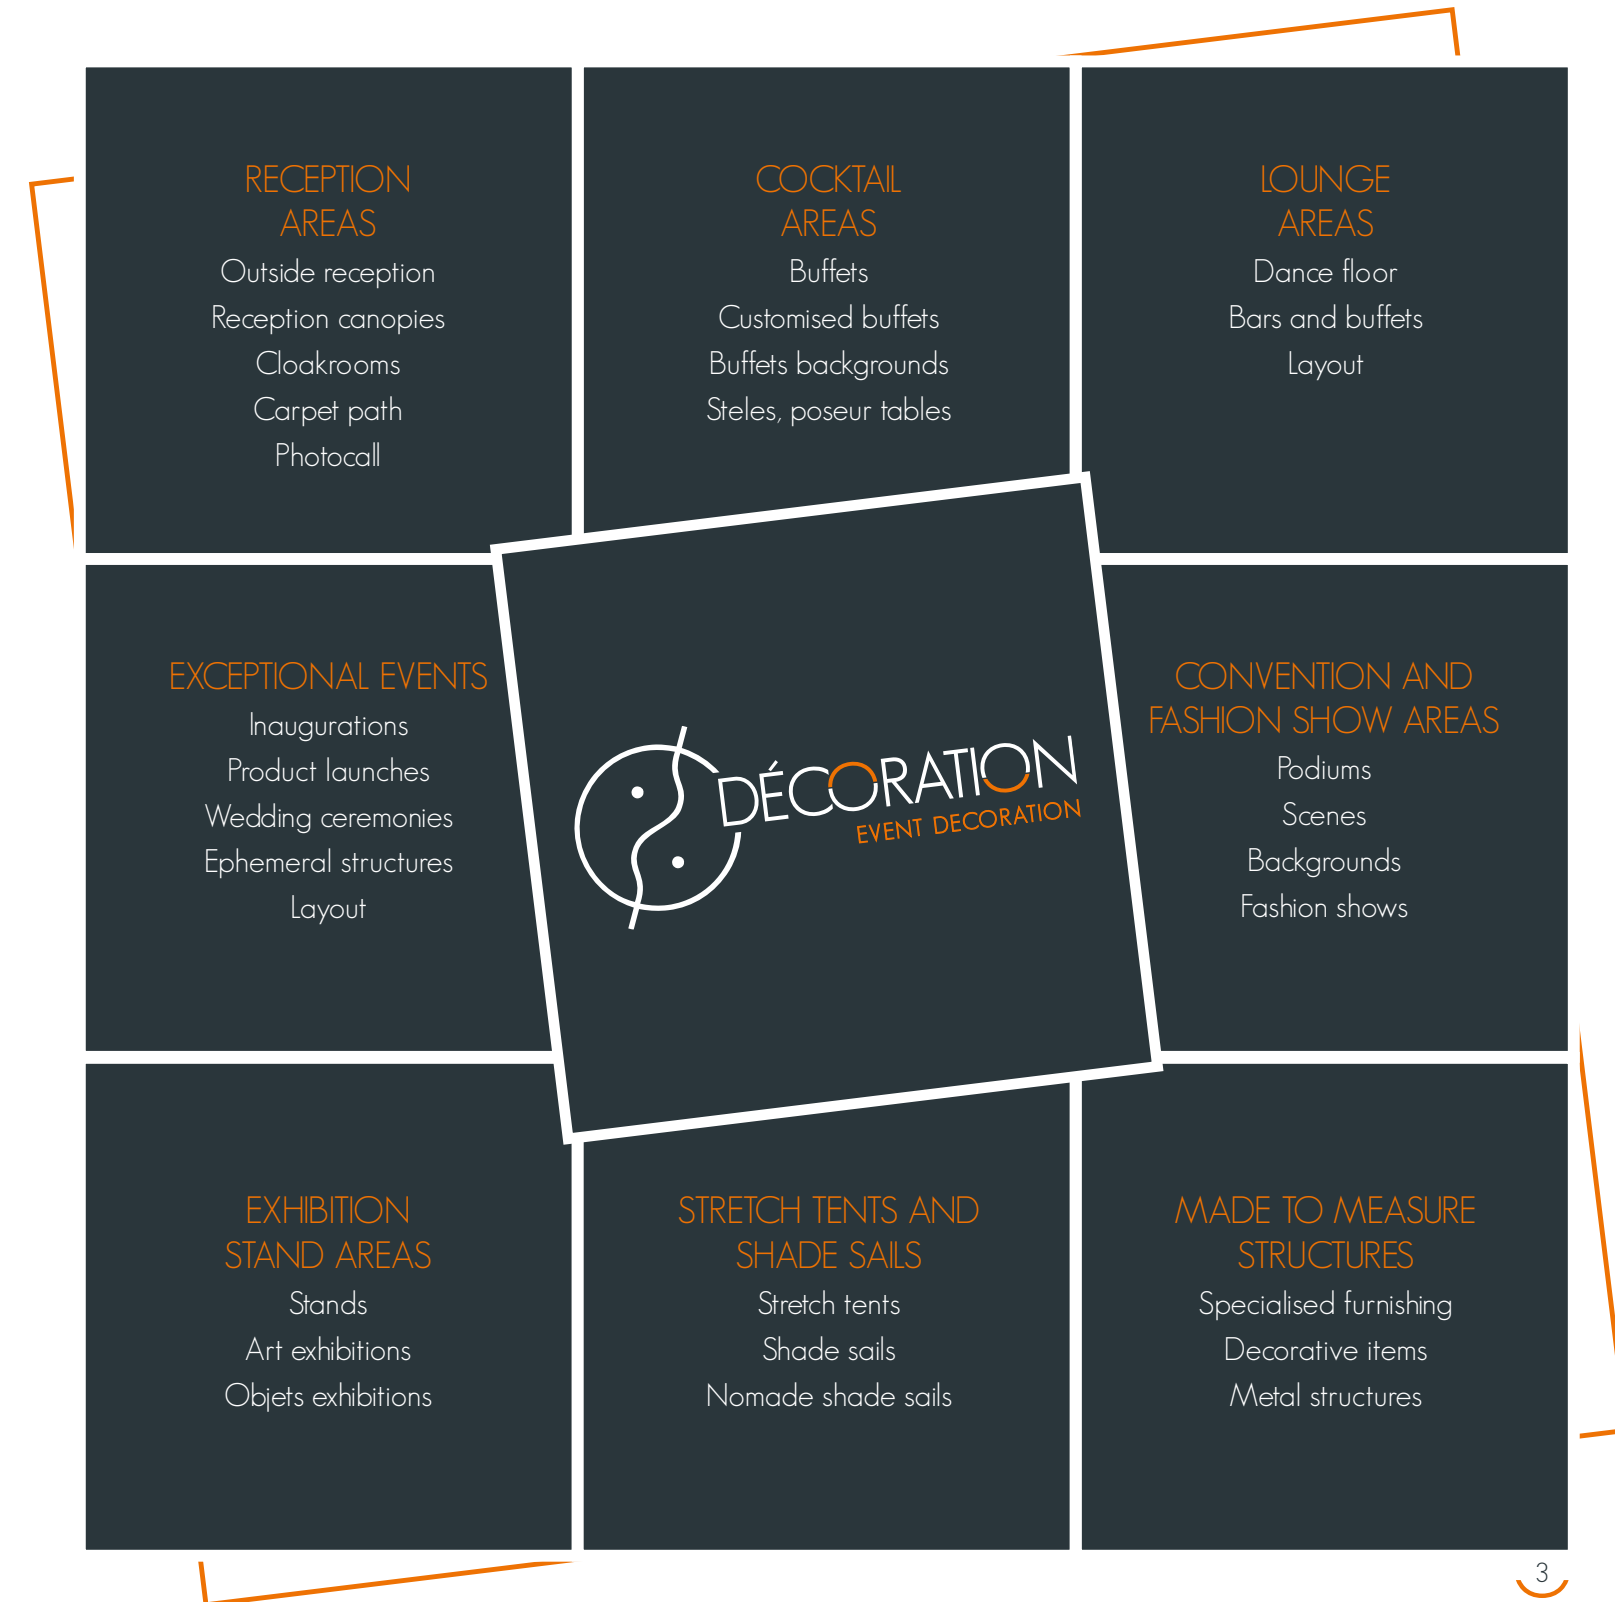 RECEPTION
AREAS
Outside reception
Reception canopies
Cloakrooms
Carpet path
Photocall
COCKTAIL
AREAS
Buffets
Customised buffets
Buffets backgrounds
Steles, poseur tables
LOUNGE
AREAS
Dance floor
Bars and buffets
Layout
EXCEPTIONAL EVENTS
Inaugurations
Product launches
Wedding ceremonies
Ephemeral structures
Layout
DÉCORATION
EVENT DECORATION
CONVENTION AND
FASHION SHOW AREAS
Podiums
Scenes
Backgrounds
Fashion shows
EXHIBITION
STAND AREAS
Stands
Art exhibitions
Objets exhibitions
STRETCH TENTS AND
SHADE SAILS
Stretch tents
Shade sails
Nomade shade sails
MADE TO MEASURE
STRUCTURES
Specialised furnishing
Decorative items
Metal structures
3